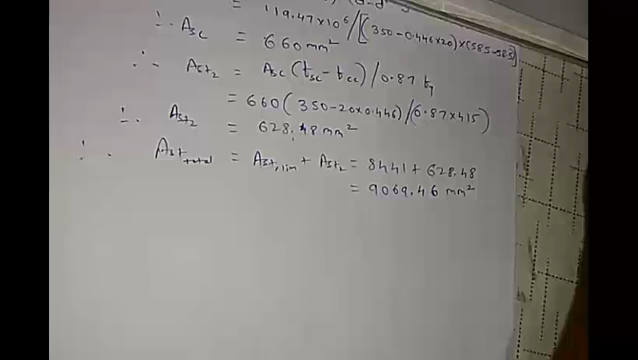 = 119.47×10⁶/[(350-0.446×20)×(585-58.5)]
∴ Asc = 660 mm²
∴ Ast₂ = Asc (fsc - fcc) / 0.87 fy
= 660 (350-20×0.446)/(0.87×415)
∴ Ast₂ = 628.48 mm²
∴ Ast total = Ast,lim + Ast₂ = 8441 + 628.48
= 9069.46 mm²